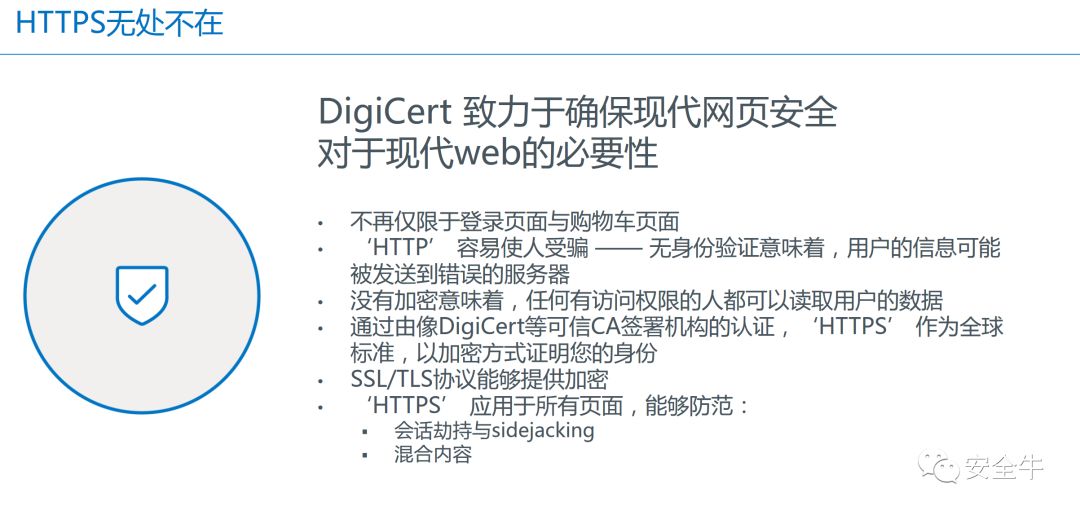 HTTPS无处不在
DigiCert 致力于确保现代网页安全
对于现代web的必要性
• 不再仅限于登录页面与购物车页面
• ‘HTTP’ 容易使人受骗 —— 无身份验证意味着，用户的信息可能
被发送到错误的服务器
• 没有加密意味着，任何有访问权限的人都可以读取用户的数据
• 通过由像DigiCert等可信CA签署机构的认证，‘HTTPS’ 作为全球
标准，以加密方式证明您的身份
• SSL/TLS协议能够提供加密
• ‘HTTPS’ 应用于所有页面，能够防范：
▪ 会话劫持与sidejacking
▪ 混合内容
安全牛